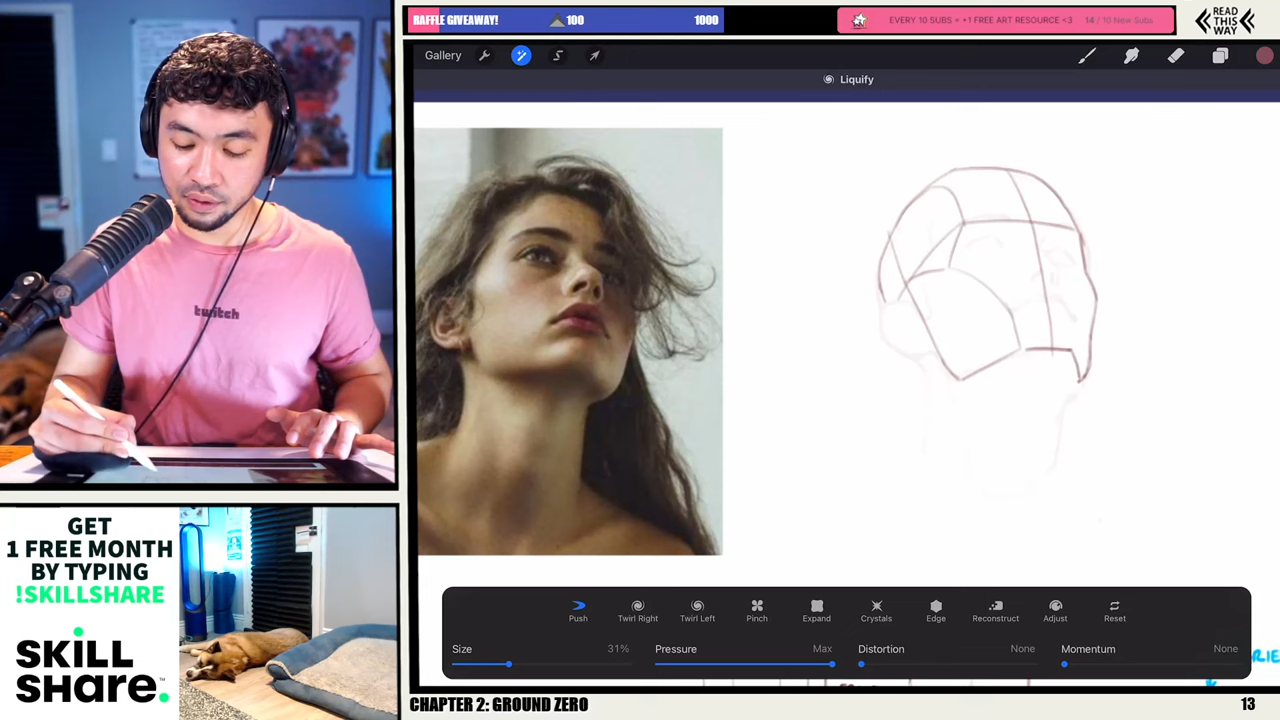 RAFFLE GIVEAWAY!
100
1000
EVERY 10 SUBS = +1 FREE ART RESOURCE <3
14 / 10 New Subs
READ
THIS
WAY
Gallery
Liquify
twitch
GET
1 FREE MONTH
BY TYPING
!SKILLSHARE
SKILL
SHare.
Push
Twirl Right
Twirl Left
Pinch
Expand
Crystals
Edge
Reconstruct
Adjust
Reset
Size
31%
Pressure
Max
Distortion
None
Momentum
None
CHAPTER 2: GROUND ZERO
13